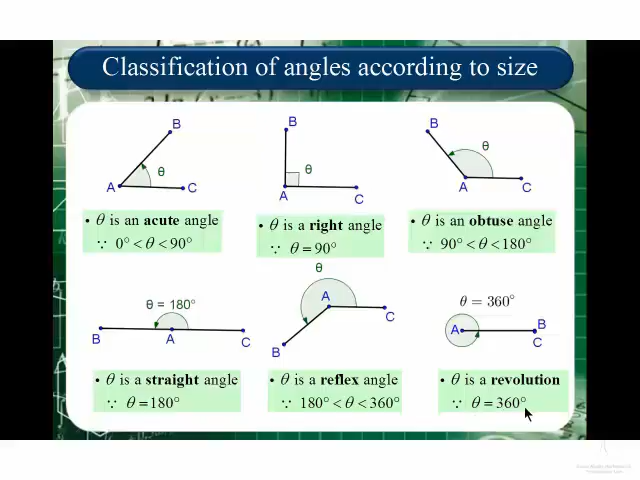 Classification of angles according to size
B
θ
A
C
• θ is an acute angle
∵ 0° < θ < 90°
B
θ
A
C
• θ is a right angle
∵ θ = 90°
B
θ
A
C
• θ is an obtuse angle
∵ 90° < θ < 180°
θ = 180°
B
A
C
• θ is a straight angle
∵ θ = 180°
θ
A
C
B
• θ is a reflex angle
∵ 180° < θ < 360°
θ = 360°
A
B
C
• θ is a revolution
∵ θ = 360°